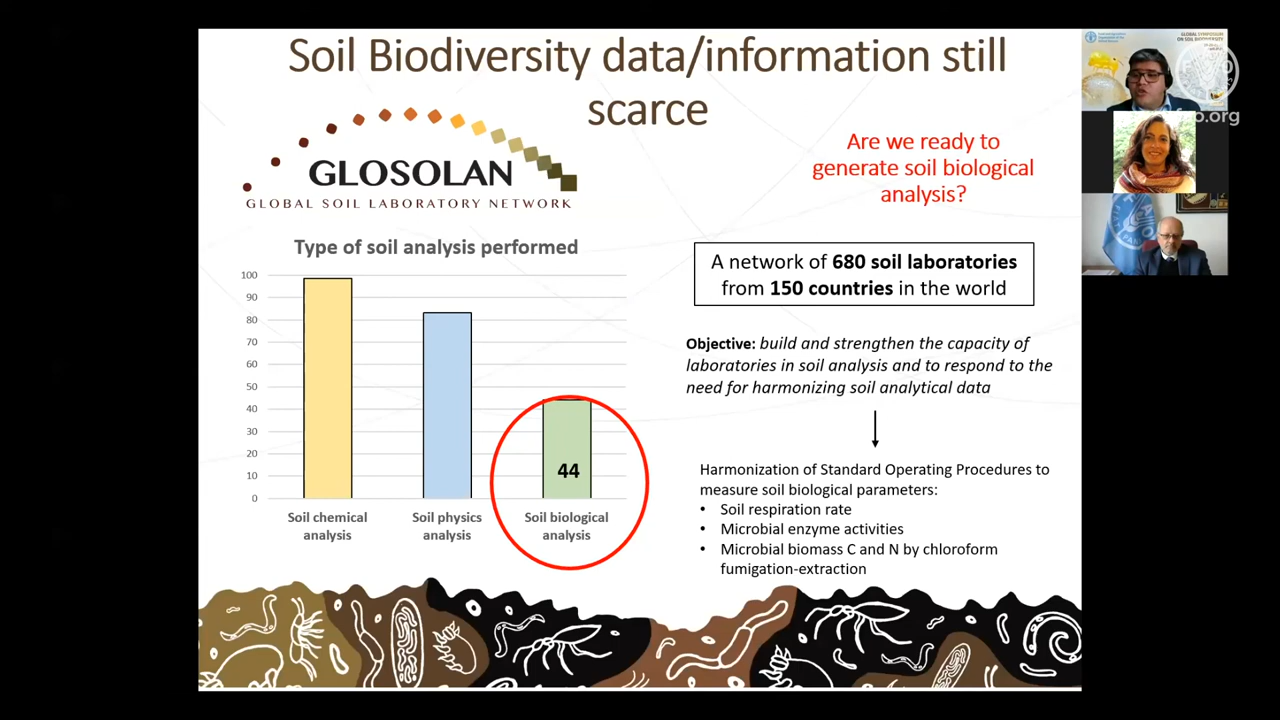 Soil Biodiversity data/information still
scarce
GLOSOLAN
GLOBAL SOIL LABORATORY NETWORK
Are we ready to
generate soil biological
analysis?
Type of soil analysis performed
100
90
80
70
60
50
40
30
20
10
0
44
Soil chemical
analysis
Soil physics
analysis
Soil biological
analysis
A network of 680 soil laboratories
from 150 countries in the world
Objective: build and strengthen the capacity of
laboratories in soil analysis and to respond to the
need for harmonizing soil analytical data
Harmonization of Standard Operating Procedures to
measure soil biological parameters:
• Soil respiration rate
• Microbial enzyme activities
• Microbial biomass C and N by chloroform
fumigation-extraction
GLOBAL SYMPOSIUM
ON SOIL BIODIVERSITY